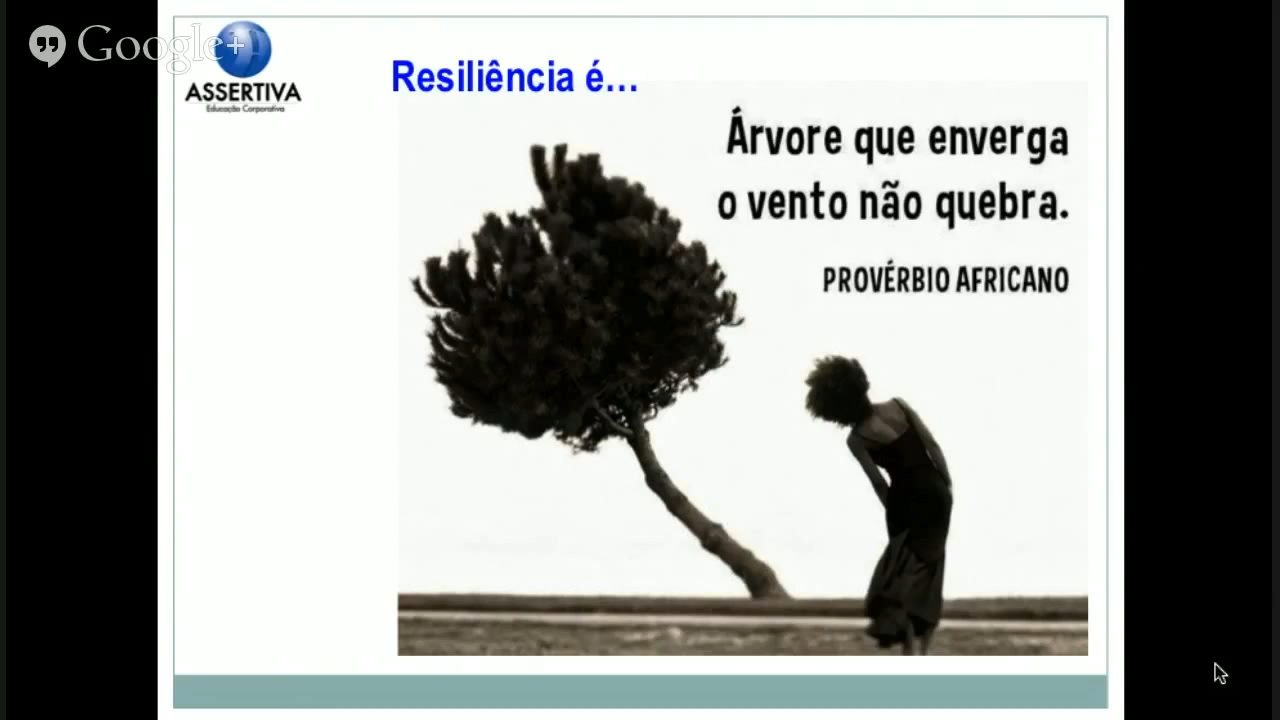 Google+
ASSERTIVA
Educação Corporativa
Resiliência é...
Árvore que enverga
o vento não quebra.
PROVÉRBIO AFRICANO